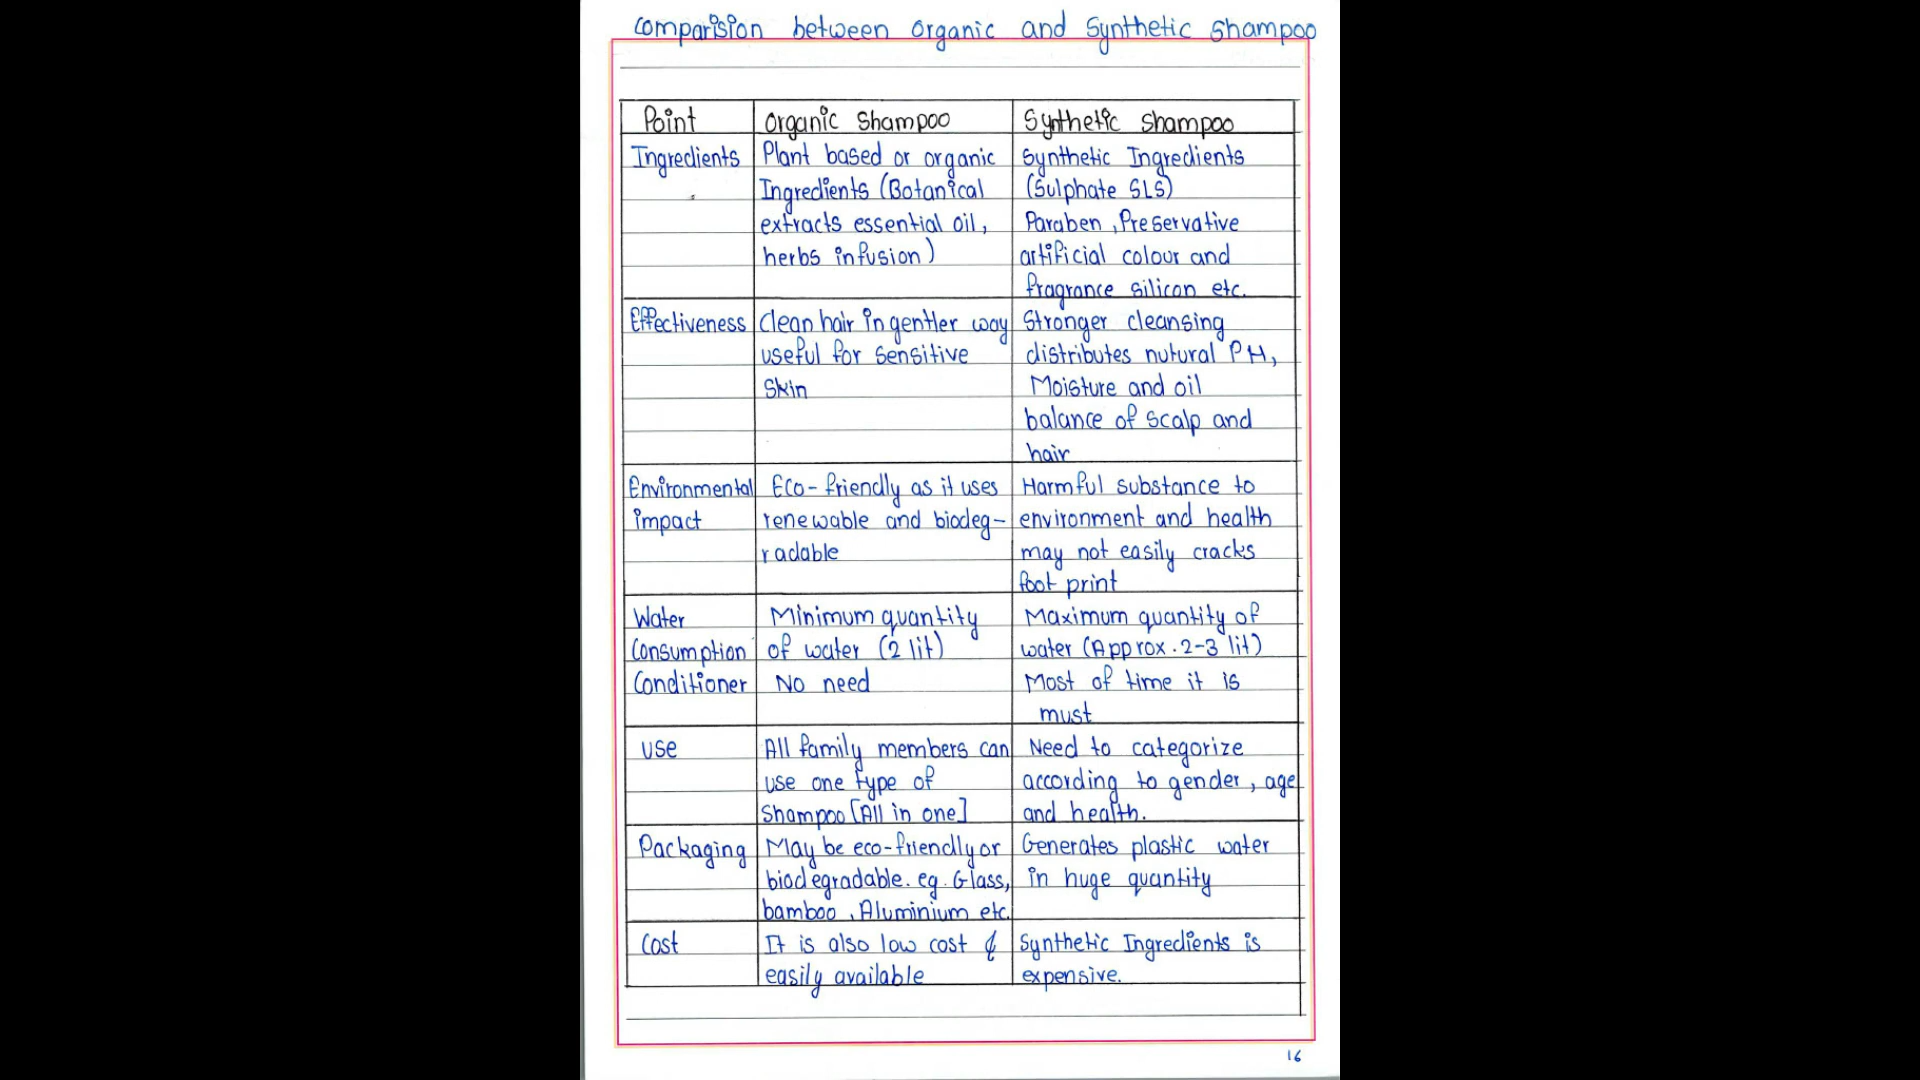 Comparision between Organic and Synthetic Shampoo
Point Organic Shampoo Synthetic Shampoo
Ingredients Plant based or organic Synthetic Ingredients
Ingredients (Botanical (Sulphate SLS)
extracts essential oil, Paraben, Preservative
herbs infusion) artificial colour and
fragrance silicon etc.
Effectiveness Clean hair in gentler way Stronger cleansing
useful for sensitive distributes nutural PH,
Skin Moisture and oil
balance of scalp and
hair
Environmental Eco-friendly as it uses Harmful substance to
impact renewable and biodeg- environment and health
radable may not easily cracks
foot print
Water Minimum quantity Maximum quantity of
Consumption of water (2 lit) water (Approx. 2-3 lit)
Conditioner No need Most of time it is
must
Use All family members can Need to categorize
use one type of according to gender, age
Shampoo [All in one] and health.
Packaging May be eco-friendly or Generates plastic water
biodegradable. eg. Glass, in huge quantity
bamboo, Aluminium etc.
Cost It is also low cost & Synthetic Ingredients is
easily available expensive.
16